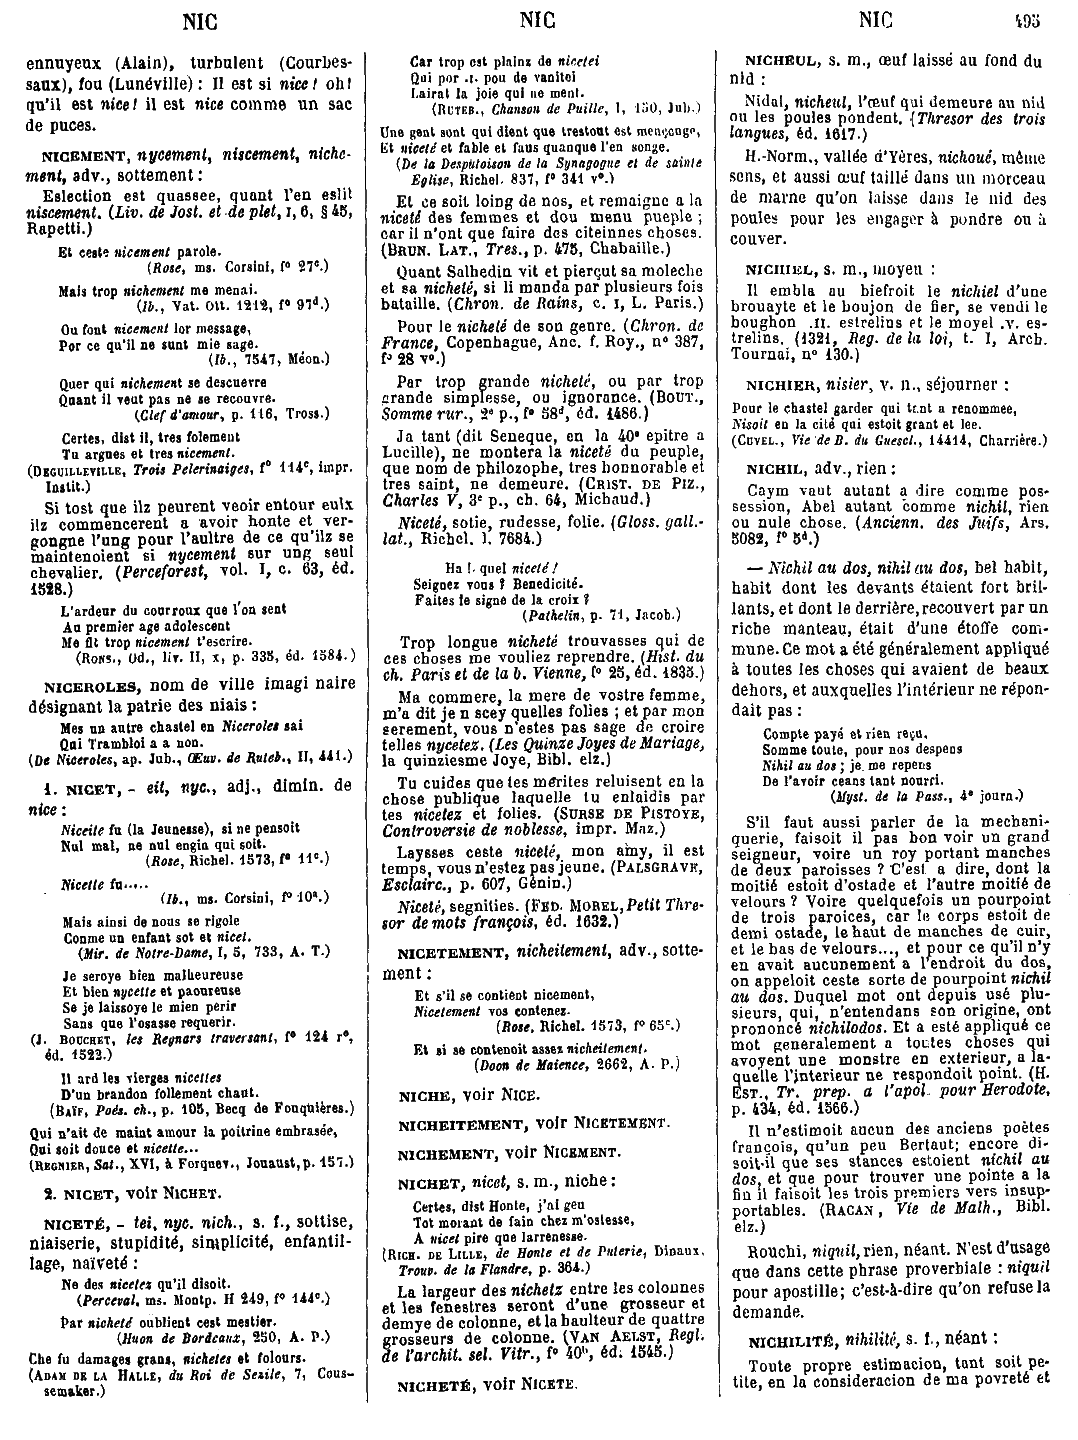 NIC
NIC
NIC
493
ennuyeux (Alain), turbulent (Courbes-
saux), fou (Lunéville) : Il est si nice ! oh!
qu'il est nice! il est nice comme un sac
de puces.
NICEMENT, nycement, niscement, niche-
ment, adv., sottement :
Eslection est quassee, quant l'en eslit
niscement. (Liv. de Jost. et de plet, I, 6, § 45,
Rapetti.)
Et ceste nicement parole.
(Rose, ms. Corsini, f° 27c.)
Mais trop nichement me menai.
(Ib., Vat. Ott. 1212, f° 97d.)
Ou font nicement lor message,
Por ce qu'il ne sunt mie sage.
(Ib., 7547, Méon.)
Quer qui nichement se descuevre
Quant il veut pas ne se recouvre.
(Clef d'amour, p. 116, Tross.)
Certes, dist il, tres folement
Tu argues et tres nicement.
(DEGUILLEVILLE, Trois Pelerinaiges, f° 114c, impr.
Instit.)
Si tost que ilz peurent veoir entour eulx
ilz commencerent a avoir honte et ver-
gongne l'ung pour l'aultre de ce qu'ilz se
maintenoient si nycement sur ung seul
chevalier. (Perceforest, vol. I, c. 63, éd.
1528.)
L'ardeur du courroux que l'on sent
Au premier age adolescent
Me fit trop nicement t'escrire.
(RONS., Od., liv. II, x, p. 335, éd. 1584.)
NICEROLES, nom de ville imagi naire
désignant la patrie des niais :
Mes un autre chastel en Niceroles sai
Qui Trambloi a a non.
(De Niceroles, ap. Jub., Œuv. de Ruteb., II, 441.)
1. NICET, - eit, nyc., adj., dimin. de
nice :
Niceite fu (la Jeunesse), si ne pensoit
Nul mal, ne nul engin qui soit.
(Rose, Richel. 1573, f° 11c.)
Nicette fu.....
(Ib., ms. Corsini, f° 10a.)
Mais ainsi de nous se rigole
Conme un enfant sot et nicet.
(Mir. de Notre-Dame, I, 5, 733, A. T.)
Je seroye bien malheureuse
Et bien nycette et paoureuse
Se je laissoye le mien perir
Sans que l'osasse requerir.
(J. BOUCHET, les Regnars traversant, f° 124 r°,
éd. 1522.)
Il ard les vierges nicettes
D'un brandon follement chaut.
(BAÏF, Poés. ch., p. 105, Becq de Fouquières.)
Qui n'ait de maint amour la poitrine embrasée,
Qui soit douce et nicette...
(REGNIER, Sat., XVI, à Forquev., Jouaust, p. 157.)
2. NICET, voir NICHET.
NICETÉ, - tei, nyc. nich., s. f., sottise,
niaiserie, stupidité, simplicité, enfantil-
lage, naïveté :
Ne des nicetez qu'il disoit.
(Perceval, ms. Montp. H 249, f° 144c.)
Par nicheté oublient cest mestier.
(Huon de Bordeaux, 250, A. P.)
Che fu damages grans, nichetes et folours.
(ADAM DE LA HALLE, du Roi de Sezile, 7, Cous-
semaker.)
Car trop est plainz de nicetei
Qui por .I. pou de vanitei
Lairat la joie qui ne ment.
(RUTEB., Chanson de Puille, I, 150, Jub.)
Une gent sont qui dient que trestout est mençonge,
Et niceté et fable et faus quanque l'en songe.
(De la Desputoison de la Synagogue et de sainte
Eglise, Richel. 837, f° 341 v°.)
Et ce soit loing de nos, et remaigne a la
niceté des femmes et dou menu pueple ;
car il n'ont que faire des citeinnes choses.
(BRUN. LAT., Tres., p. 475, Chabaille.)
Quant Salhedin vit et pierçut sa moleche
et sa nicheté, si li manda par plusieurs fois
bataille. (Chron. de Rains, c. I, L. Paris.)
Pour le nicheté de son genre. (Chron. de
France, Copenhague, Anc. f. Roy., n° 387,
f° 28 v°.)
Par trop grande nicheté, ou par trop
grande simplesse, ou ignorance. (BOUT.,
Somme rur., 2e p., f° 58d, éd. 1486.)
Ja tant (dit Seneque, en la 40e epitre a
Lucille), ne montera la niceté du peuple,
que nom de philozophe, tres honnorable et
tres saint, ne demeure. (CRIST. DE PIZ.,
Charles V, 3e p., ch. 64, Michaud.)
Niceté, sotie, rudesse, folie. (Gloss. gall.-
lat., Richel. l. 7684.)
Ha !. quel niceté !
Seignez vous ? Benedicité.
Faites le signe de la croix ?
(Pathelin, p. 71, Jacob.)
Trop longue nicheté trouvasses qui de
ces choses me vouliez reprendre. (Hist. du
ch. Paris et de la b. Vienne, f° 25, éd. 1835.)
Ma commere, la mere de vostre femme,
m'a dit je n scey quelles folies ; et par mon
serement, vous n'estes pas sage de croire
telles nycetez. (Les Quinze Joyes de Mariage,
la quinziesme Joye, Bibl. elz.)
Tu cuides que tes merites reluisent en la
chose publique laquelle tu enlaidis par
tes nicetez et folies. (SURSE DE PISTOYE,
Controversie de noblesse, impr. Maz.)
Laysses ceste niceté, mon amy, il est
temps, vous n'estez pas jeune. (PALSGRAVE,
Esclairc., p. 607, Génin.)
Niceté, segnities. (FED. MOREL, Petit Thre-
sor de mots françois, éd. 1632.)
NICETEMENT, nicheitement, adv., sotte-
ment :
Et s'il se contient nicement,
Nicetement vos contenez.
(Rose, Richel. 1573, f° 65c.)
Et si se contenoit assez nicheitement.
(Doon de Maience, 2662, A. P.)
NICHE, voir NICE.
NICHEITEMENT, voir NICETEMENT.
NICHEMENT, voir NICEMENT.
NICHET, nicet, s. m., niche :
Certes, dist Honte, j'ai geu
Tot morant de fain chez m'ostesse,
A nicet pire que larrenesse.
(RICH. DE LILLE, de Honte et de Puterie, Dinaux,
Trouv. de la Flandre, p. 364.)
La largeur des nichetz entre les colonnes
et les fenestres seront d'une grosseur et
demye de colonne, et la haulteur de quattre
grosseurs de colonne. (VAN AELST, Regl.
de l'archit. sel. Vitr., f° 40b, éd. 1545.)
NICHETÉ, voir NICETE.
NICHEUL, s. m., œuf laissé au fond du
nid :
Nidal, nicheul, l'œuf qui demeure au nid
ou les poules pondent. (Thresor des trois
langues, éd. 1617.)
H.-Norm., vallée d'Yères, nichoué, même
sens, et aussi œuf taillé dans un morceau
de marne qu'on laisse dans le nid des
poules pour les engager à pondre ou à
couver.
NICHIEL, s. m., moyeu :
Il embla au biefroit le nichiel d'une
brouayte et le boujon de fier, se vendi le
boughon .II. estrelins et le moyel .V. es-
trelins. (1321, Reg. de la loi, t. I, Arch.
Tournai, n° 130.)
NICHIER, nisier, v. n., séjourner :
Pour le chastel garder qui tant a renommee,
Nisoit en la cité qui estoit grant et lee.
(CUVEL., Vie de B. du Guescl., 14414, Charrière.)
NICHIL, adv., rien :
Caym vaut autant a dire comme pos-
session, Abel autant comme nichil, rien
ou nule chose. (Ancienn. des Juifs, Ars.
5082, f° 5d.)
— Nichil au dos, nihil au dos, bel habit,
habit dont les devants étaient fort bril-
lants, et dont le derrière, recouvert par un
riche manteau, était d'une étoffe com-
mune. Ce mot a été généralement appliqué
à toutes les choses qui avaient de beaux
dehors, et auxquelles l'intérieur ne répon-
dait pas :
Compte payé et rien reçu.
Somme toute, pour nos despens
Nihil au dos ; je me repens
De l'avoir ceans tant nourri.
(Myst. de la Pass., 4e journ.)
S'il faut aussi parler de la mechani-
querie, faisoit il pas bon voir un grand
seigneur, voire un roy portant manches
de deux paroisses ? C'est a dire, dont la
moitié estoit d'ostade et l'autre moitié de
velours ? Voire quelquefois un pourpoint
de trois paroices, car le corps estoit de
demi ostade, le haut de manches de cuir,
et le bas de velours..., et pour ce qu'il n'y
en avait aucunement a l'endroit du dos,
on appeloit ceste sorte de pourpoint nichil
au dos. Duquel mot ont depuis usé plu-
sieurs, qui, n'entendans son origine, ont
prononcé nichilodos. Et a esté appliqué ce
mot generalement a toutes choses qui
avoyent une monstre en exterieur, a la-
quelle l'interieur ne respondoit point. (H.
EST., Tr. prep. a l'apol. pour Herodote,
p. 434, éd. 1566.)
Il n'estimoit aucun des anciens poètes
françois, qu'un peu Bertaut; encore di-
soit-il que ses stances estoient nichil au
dos, et que pour trouver une pointe a la
fin il faisoit les trois premiers vers insup-
portables. (RACAN, Vie de Malh., Bibl.
elz.)
Rouchi, niquil, rien, néant. N'est d'usage
que dans cette phrase proverbiale : niquil
pour apostille; c'est-à-dire qu'on refuse la
demande.
NICHILITÉ, nihilité, s. f., néant :
Toute propre estimacion, tant soit pe-
tite, en la consideracion de ma povreté et